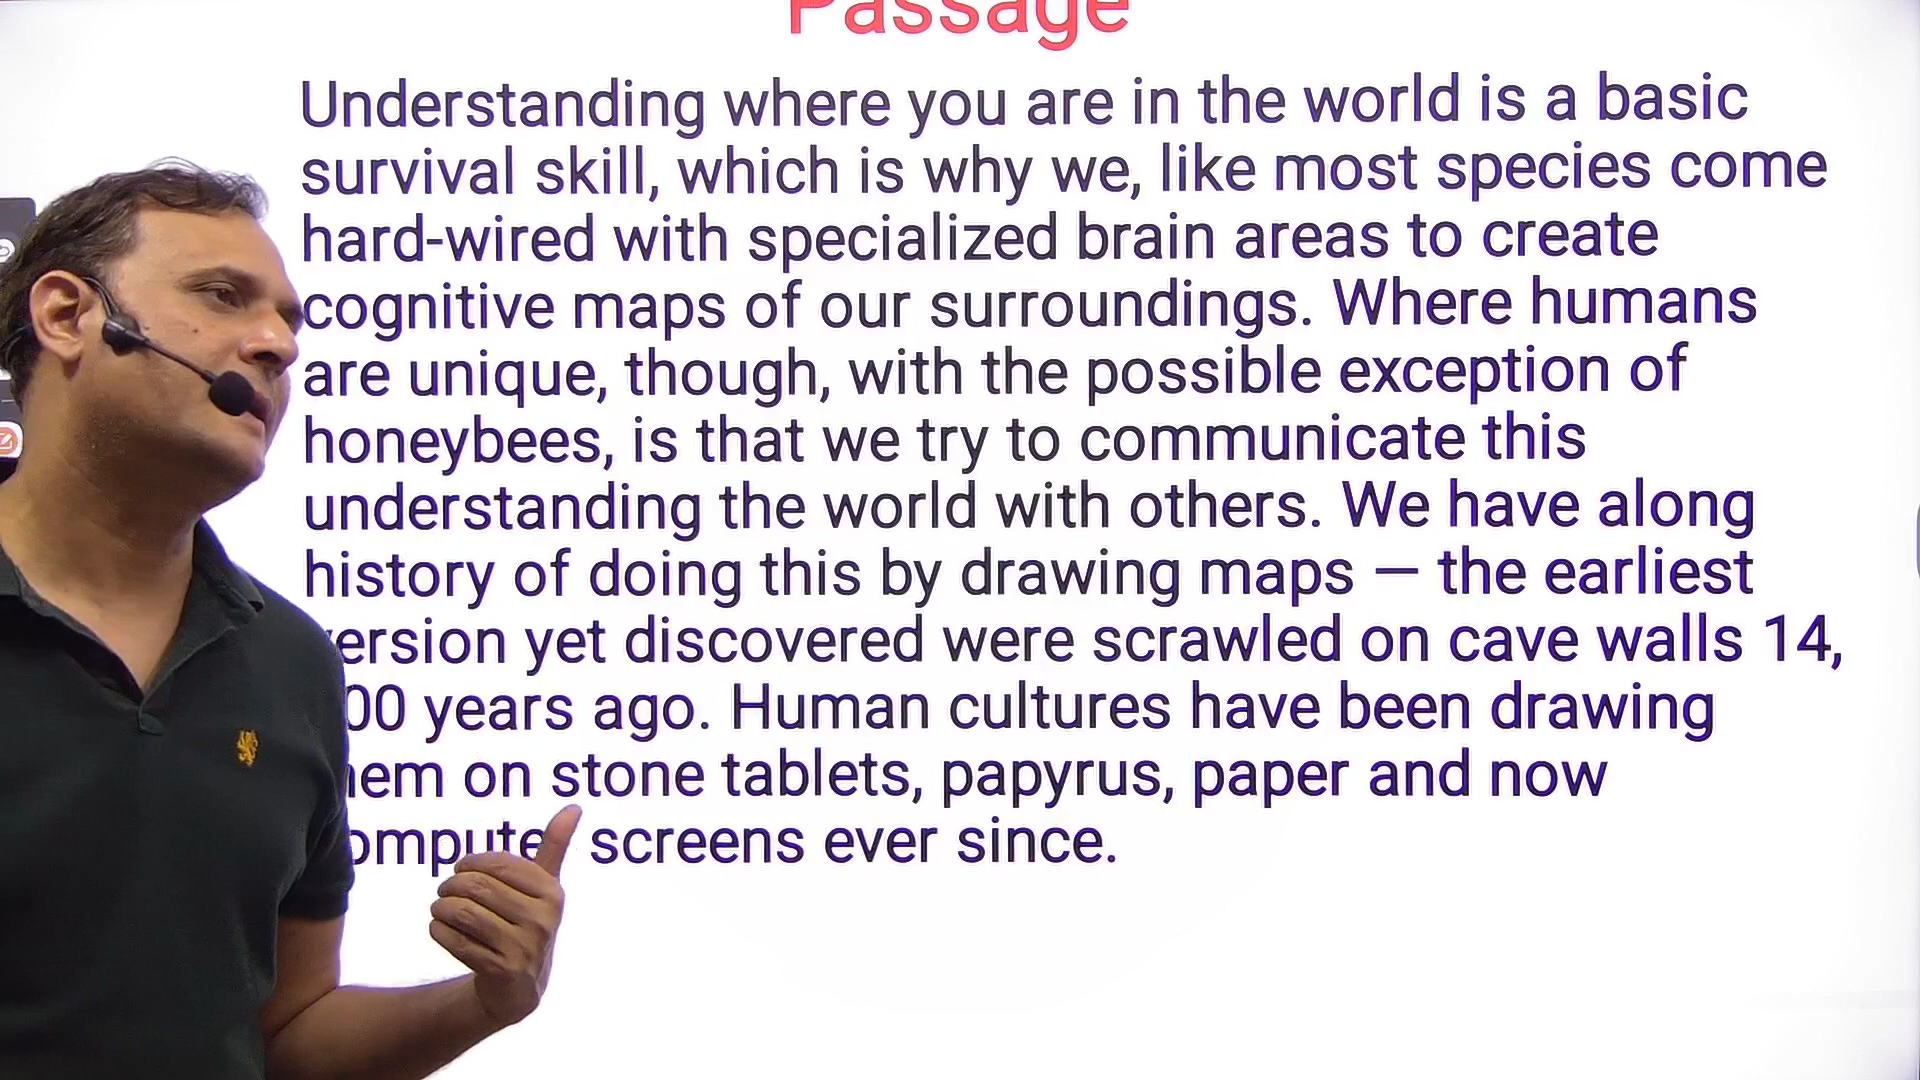 Passage
Understanding where you are in the world is a basic
survival skill, which is why we, like most species come
hard-wired with specialized brain areas to create
cognitive maps of our surroundings. Where humans
are unique, though, with the possible exception of
honeybees, is that we try to communicate this
understanding the world with others. We have along
history of doing this by drawing maps — the earliest
version yet discovered were scrawled on cave walls 14,
00 years ago. Human cultures have been drawing
them on stone tablets, papyrus, paper and now
computer screens ever since.